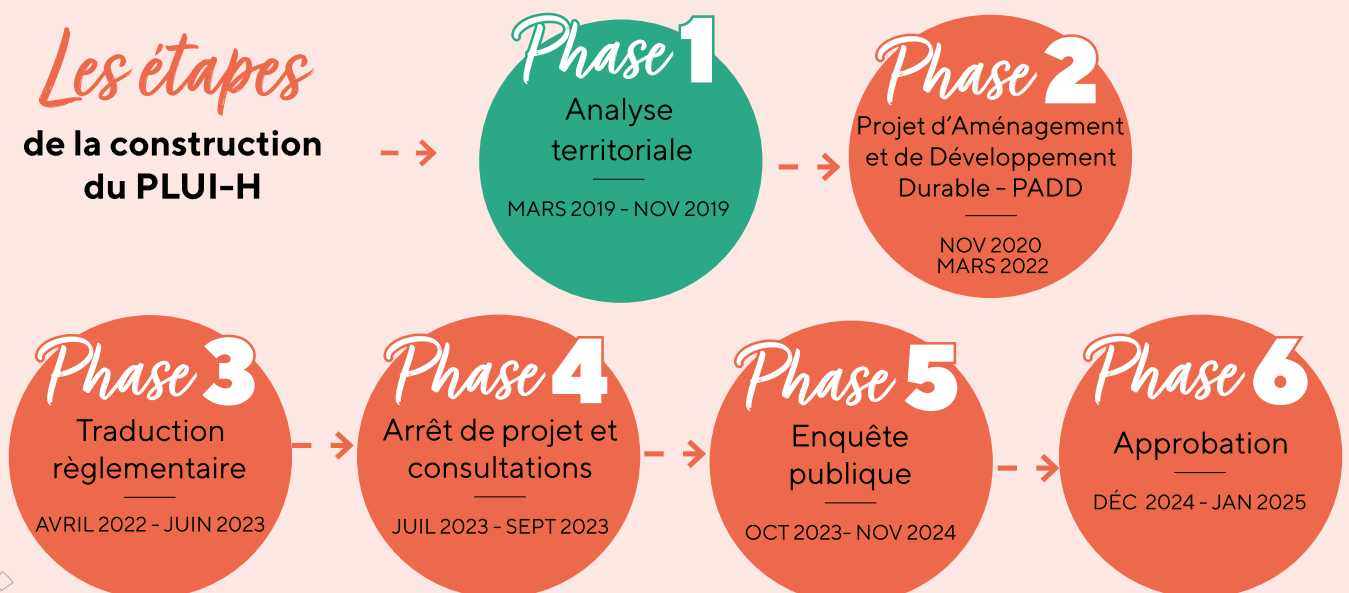 Les étapes
de la construction
du PLUI-H
Phase 1
Analyse
territoriale
MARS 2019 - NOV 2019
Phase 2
Projet d'Aménagement
et de Développement
Durable - PADD
NOV 2020
MARS 2022
Phase 3
Traduction
règlementaire
AVRIL 2022 - JUIN 2023
Phase 4
Arrêt de projet et
consultations
JUIL 2023 - SEPT 2023
Phase 5
Enquête
publique
OCT 2023- NOV 2024
Phase 6
Approbation
DÉC 2024 - JAN 2025